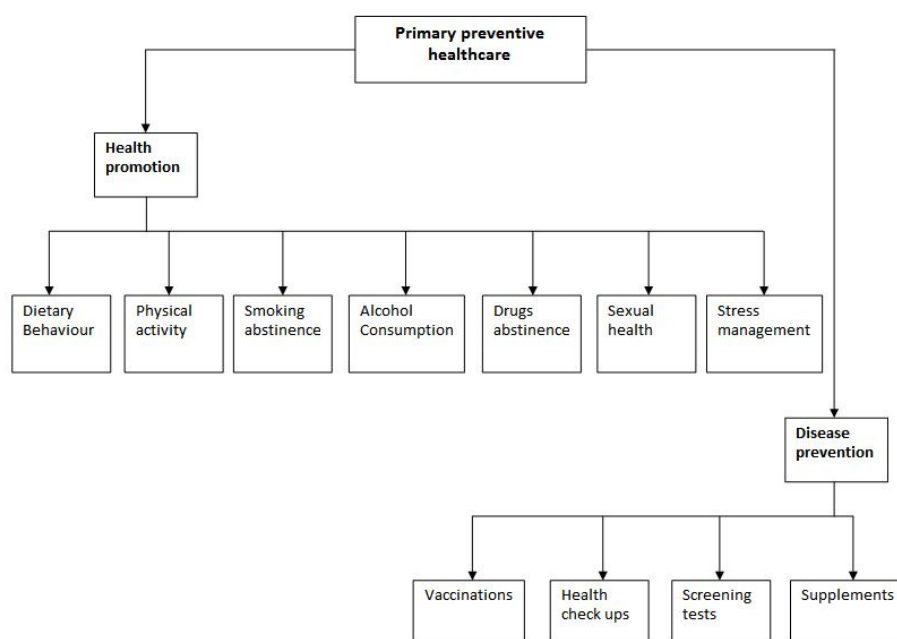 Primary preventive
healthcare
Health
promotion
Dietary
Behaviour
Physical
activity
Smoking
abstinence
Alcohol
Consumption
Drugs
abstinence
Sexual
health
Stress
management
Disease
prevention
Vaccinations
Health
check ups
Screening
tests
Supplements